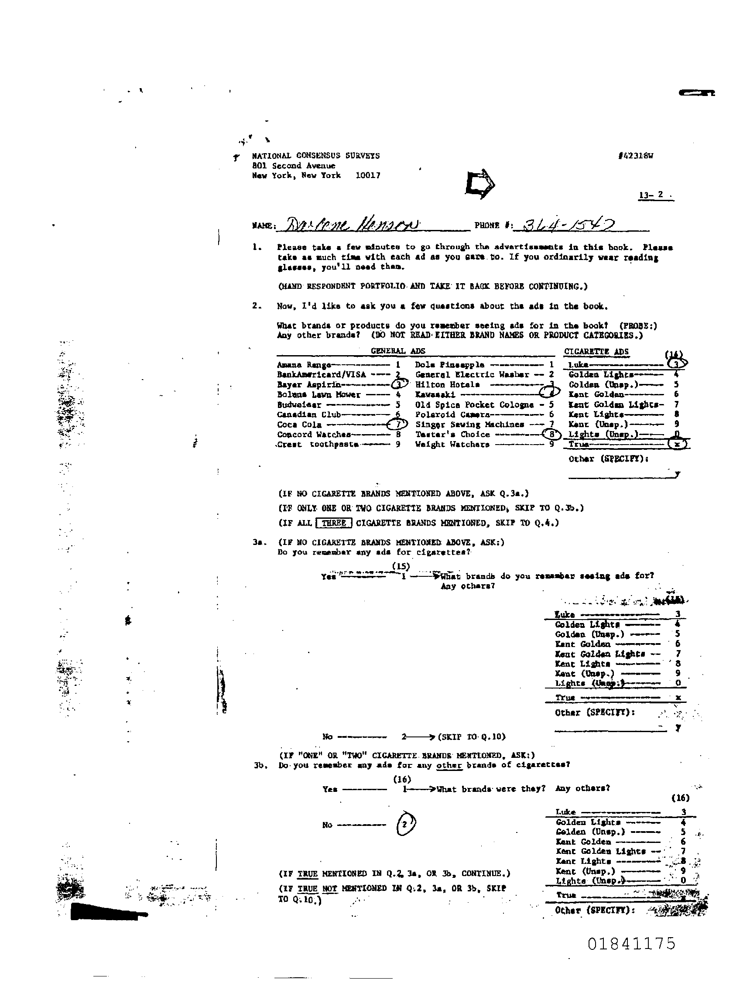 NATIONAL CONSENSUS SURVEYS #42318W
801 Second Avenue
New York, New York 10017
13- 2 .
NAME: Darlene Henson PHONE #: 364-1542
1. Please take a few minutes to go through the advertisements in this book. Please
take as much time with each ad as you care to. If you ordinarily wear reading
glasses, you'll need them.
(HAND RESPONDENT PORTFOLIO AND TAKE IT BACK BEFORE CONTINUING.)
2. Now, I'd like to ask you a few questions about the ads in the book.
What brands or products do you remember seeing ads for in the book? (PROBE:)
Any other brands? (DO NOT READ EITHER BRAND NAMES OR PRODUCT CATEGORIES.)
GENERAL ADS CIGARETTE ADS (14)
Amana Range 1 Dole Pineapple 1 Luke 3
BankAmericard/VISA 2 General Electric Washer -- 2 Golden Lights 4
Bayer Aspirin 3 Hilton Hotels 3 Golden (Unsp.) 5
Bolens Lawn Mower 4 Kawasaki Kent Golden 6
Budweiser 5 Old Spice Pocket Cologne - 5 Kent Golden Lights- 7
Canadian Club 6 Polaroid Camera 6 Kent Lights 8
Coca Cola 7 Singer Sewing Machines --- 7 Kent (Unsp.) 9
Concord Watches 8 Taster's Choice 8 Lights (Unsp.) 0
Crest toothpaste 9 Weight Watchers 9 True x
Other (SPECIFY):
y
(IF NO CIGARETTE BRANDS MENTIONED ABOVE, ASK Q.3a.)
(IF ONLY ONE OR TWO CIGARETTE BRANDS MENTIONED, SKIP TO Q.3b.)
(IF ALL THREE CIGARETTE BRANDS MENTIONED, SKIP TO Q.4.)
3a. (IF NO CIGARETTE BRANDS MENTIONED ABOVE, ASK:)
Do you remember any ads for cigarettes?
(15)
Yes 1 What brands do you remember seeing ads for?
Any others?
Luke 3
Golden Lights 4
Golden (Unsp.) 5
Kent Golden 6
Kent Golden Lights -- 7
Kent Lights 8
Kent (Unsp.) 9
Lights (Unsp.) 0
True x
Other (SPECIFY):
y
No 2 (SKIP TO Q.10)
(IF "ONE" OR "TWO" CIGARETTE BRANDS MENTIONED, ASK:)
3b. Do you remember any ads for any other brands of cigarettes?
(16)
Yes 1 What brands were they? Any others?
(16)
Luke 3
No 2 Golden Lights 4
Golden (Unsp.) 5
Kent Golden 6
Kent Golden Lights -- 7
Kent Lights 8
(IF TRUE MENTIONED IN Q.2, 3a, OR 3b, CONTINUE.) Kent (Unsp.) 9
Lights (Unsp.) 0
(IF TRUE NOT MENTIONED IN Q.2, 3a, OR 3b, SKIP
TO Q.10.) True
Other (SPECIFY):
01841175